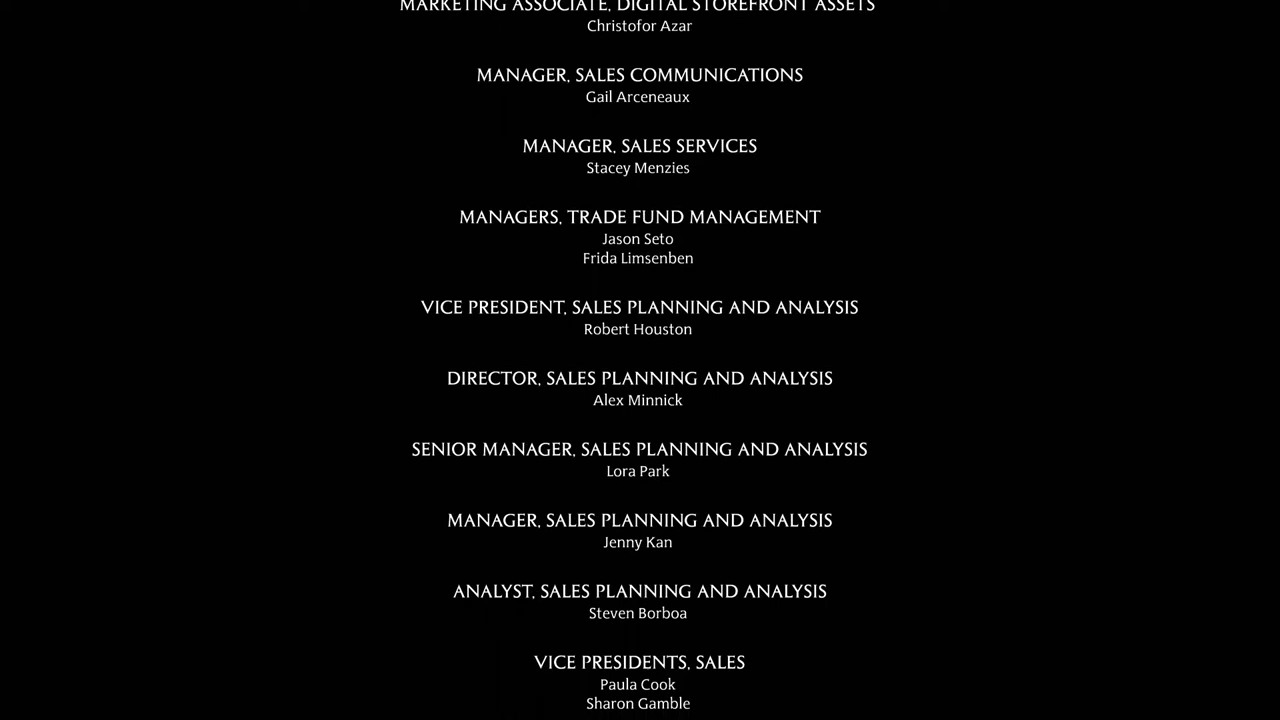 MARKETING ASSOCIATE, DIGITAL STOREFRONT ASSETS
Christofor Azar
MANAGER, SALES COMMUNICATIONS
Gail Arceneaux
MANAGER, SALES SERVICES
Stacey Menzies
MANAGERS, TRADE FUND MANAGEMENT
Jason Seto
Frida Limsenben
VICE PRESIDENT, SALES PLANNING AND ANALYSIS
Robert Houston
DIRECTOR, SALES PLANNING AND ANALYSIS
Alex Minnick
SENIOR MANAGER, SALES PLANNING AND ANALYSIS
Lora Park
MANAGER, SALES PLANNING AND ANALYSIS
Jenny Kan
ANALYST, SALES PLANNING AND ANALYSIS
Steven Borboa
VICE PRESIDENTS, SALES
Paula Cook
Sharon Gamble